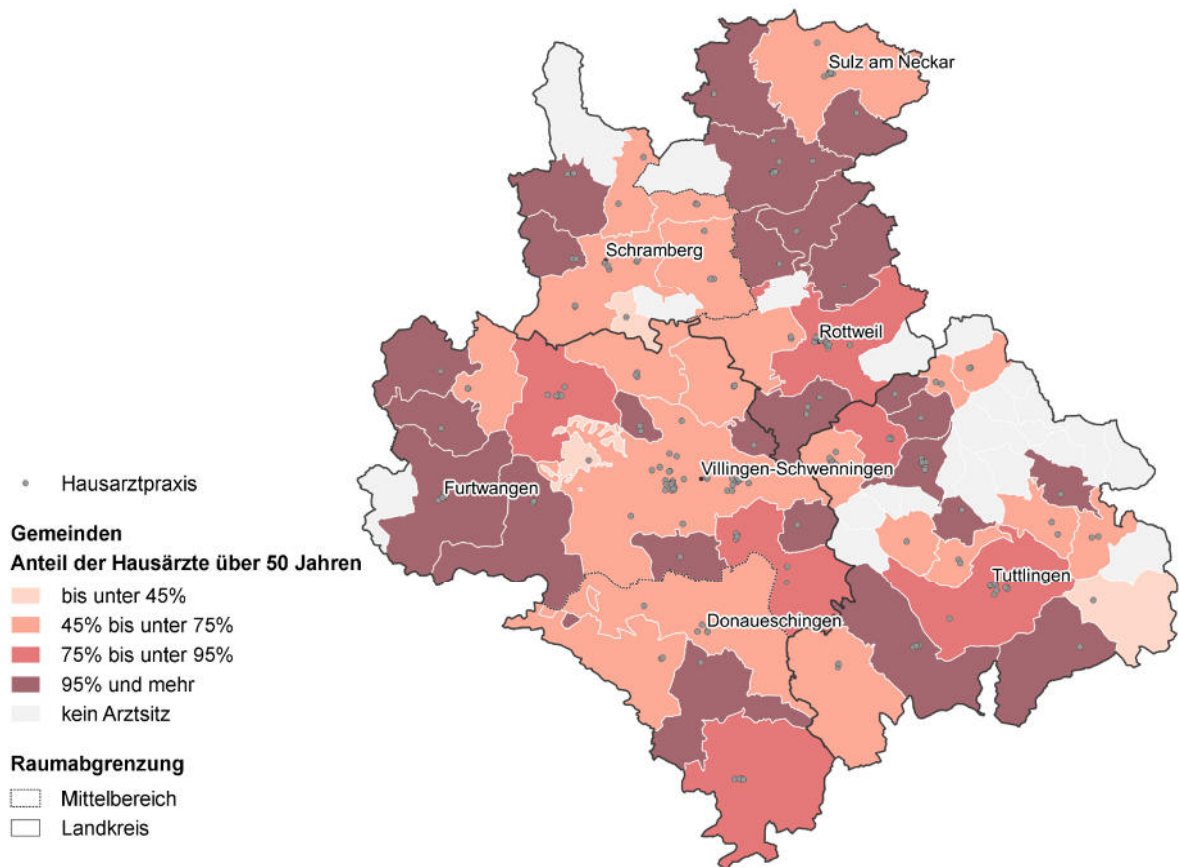 Sulz am Neckar
Schramberg
Rottweil
Villingen-Schwenningen
Furtwangen
Tuttlingen
Donaueschingen
Hausarztpraxis
Gemeinden
Anteil der Hausärzte über 50 Jahren
bis unter 45%
45% bis unter 75%
75% bis unter 95%
95% und mehr
kein Arztsitz
Raumabgrenzung
Mittelbereich
Landkreis